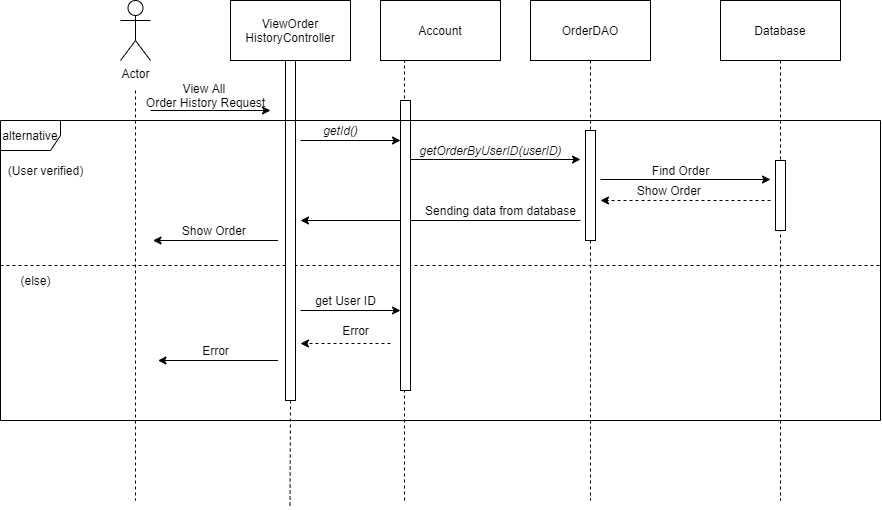 ViewOrder
HistoryController
Account
OrderDAO
Database
Actor
View All
Order History Request
alternative
getId()
getOrderByUserID(userID)
(User verified)
Find Order
Show Order
Sending data from database
Show Order
(else)
get User ID
Error
Error